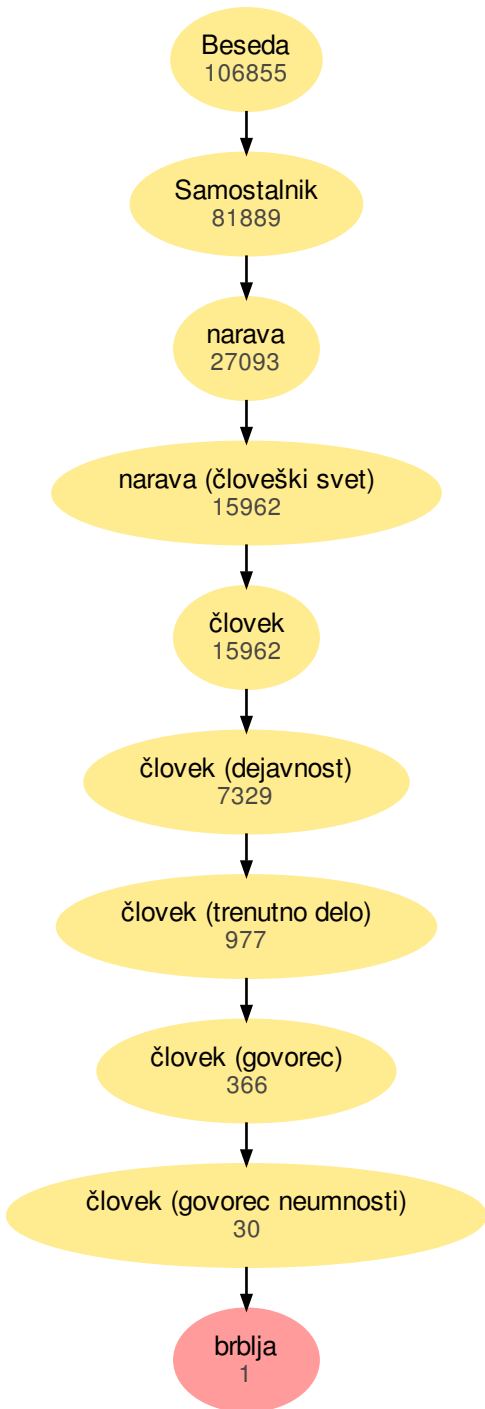 Beseda
106855
Samostalnik
81889
narava
27093
narava (človeški svet)
15962
človek
15962
človek (dejavnost)
7329
človek (trenutno delo)
977
človek (govorec)
366
človek (govorec neumnosti)
30
brblja
1